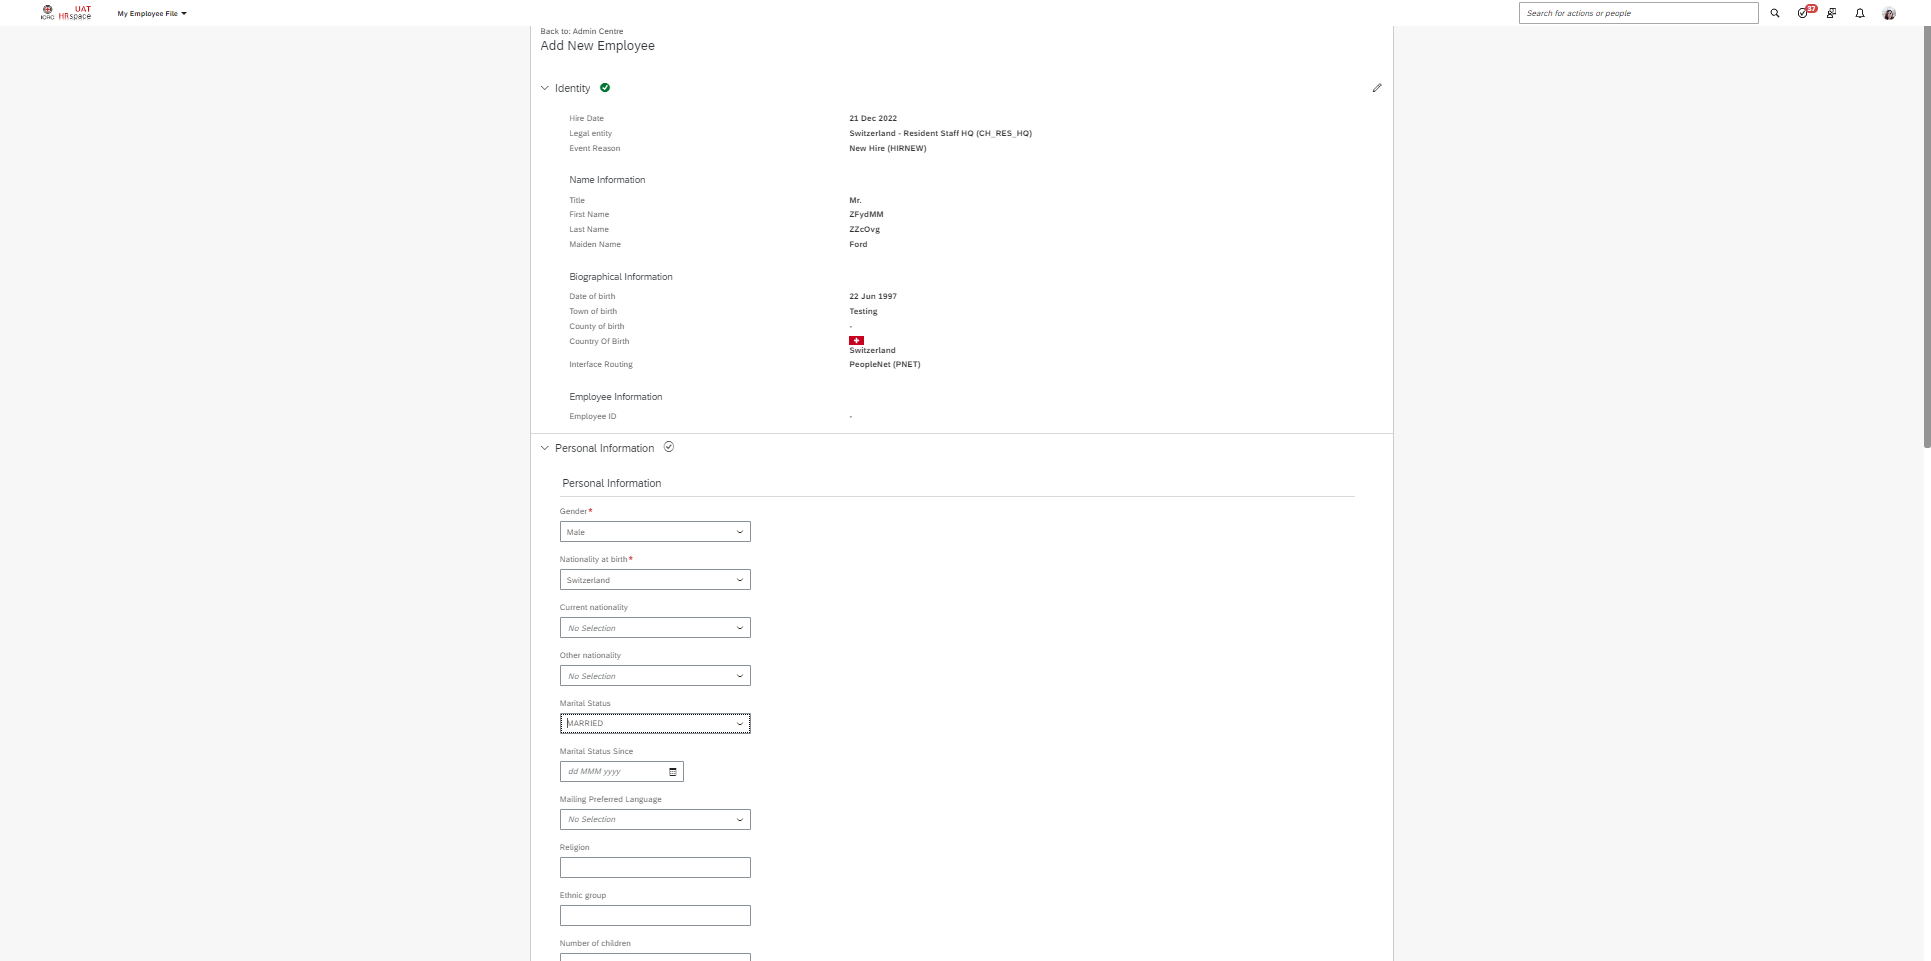 ICRC UAT HRspace My Employee File Search for actions or people 37
Back to: Admin Centre
Add New Employee
Identity
Hire Date 21 Dec 2022
Legal entity Switzerland - Resident Staff HQ (CH_RES_HQ)
Event Reason New Hire (HIRNEW)
Name Information
Title Mr.
First Name ZFydMM
Last Name ZZcOvg
Maiden Name Ford
Biographical Information
Date of birth 22 Jun 1997
Town of birth Testing
County of birth -
Country Of Birth
Switzerland
Interface Routing PeopleNet (PNET)
Employee Information
Employee ID -
Personal Information
Personal Information
Gender*
Male
Nationality at birth*
Switzerland
Current nationality
No Selection
Other nationality
No Selection
Marital Status
MARRIED
Marital Status Since
dd MMM yyyy
Mailing Preferred Language
No Selection
Religion
Ethnic group
Number of children